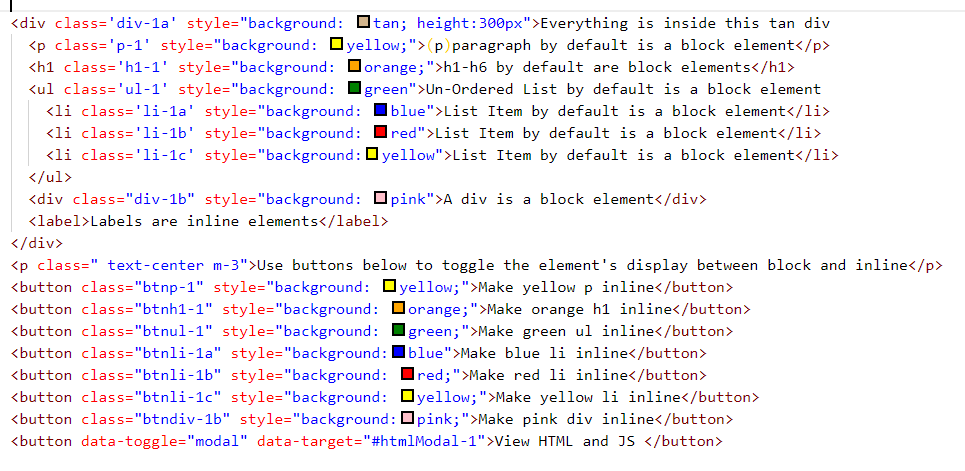 <div class='div-1a' style="background: tan; height:300px">Everything is inside this tan div
<p class='p-1' style="background: yellow;">(p)paragraph by default is a block element</p>
<h1 class='h1-1' style="background: orange;">h1-h6 by default are block elements</h1>
<ul class='ul-1' style="background: green">Un-Ordered List by default is a block element
<li class='li-1a' style="background: blue">List Item by default is a block element</li>
<li class='li-1b' style="background: red">List Item by default is a block element</li>
<li class='li-1c' style="background:yellow">List Item by default is a block element</li>
</ul>
<div class="div-1b" style="background: pink">A div is a block element</div>
<label>Labels are inline elements</label>
</div>
<p class=" text-center m-3">Use buttons below to toggle the element's display between block and inline</p>
<button class="btnp-1" style="background: yellow;">Make yellow p inline</button>
<button class="btnh1-1" style="background: orange;">Make orange h1 inline</button>
<button class="btnul-1" style="background: green;">Make green ul inline</button>
<button class="btnli-1a" style="background:blue">Make blue li inline</button>
<button class="btnli-1b" style="background: red;">Make red li inline</button>
<button class="btnli-1c" style="background: yellow;">Make yellow li inline</button>
<button class="btndiv-1b" style="background:pink;">Make pink div inline</button>
<button data-toggle="modal" data-target="#htmlModal-1">View HTML and JS </button>